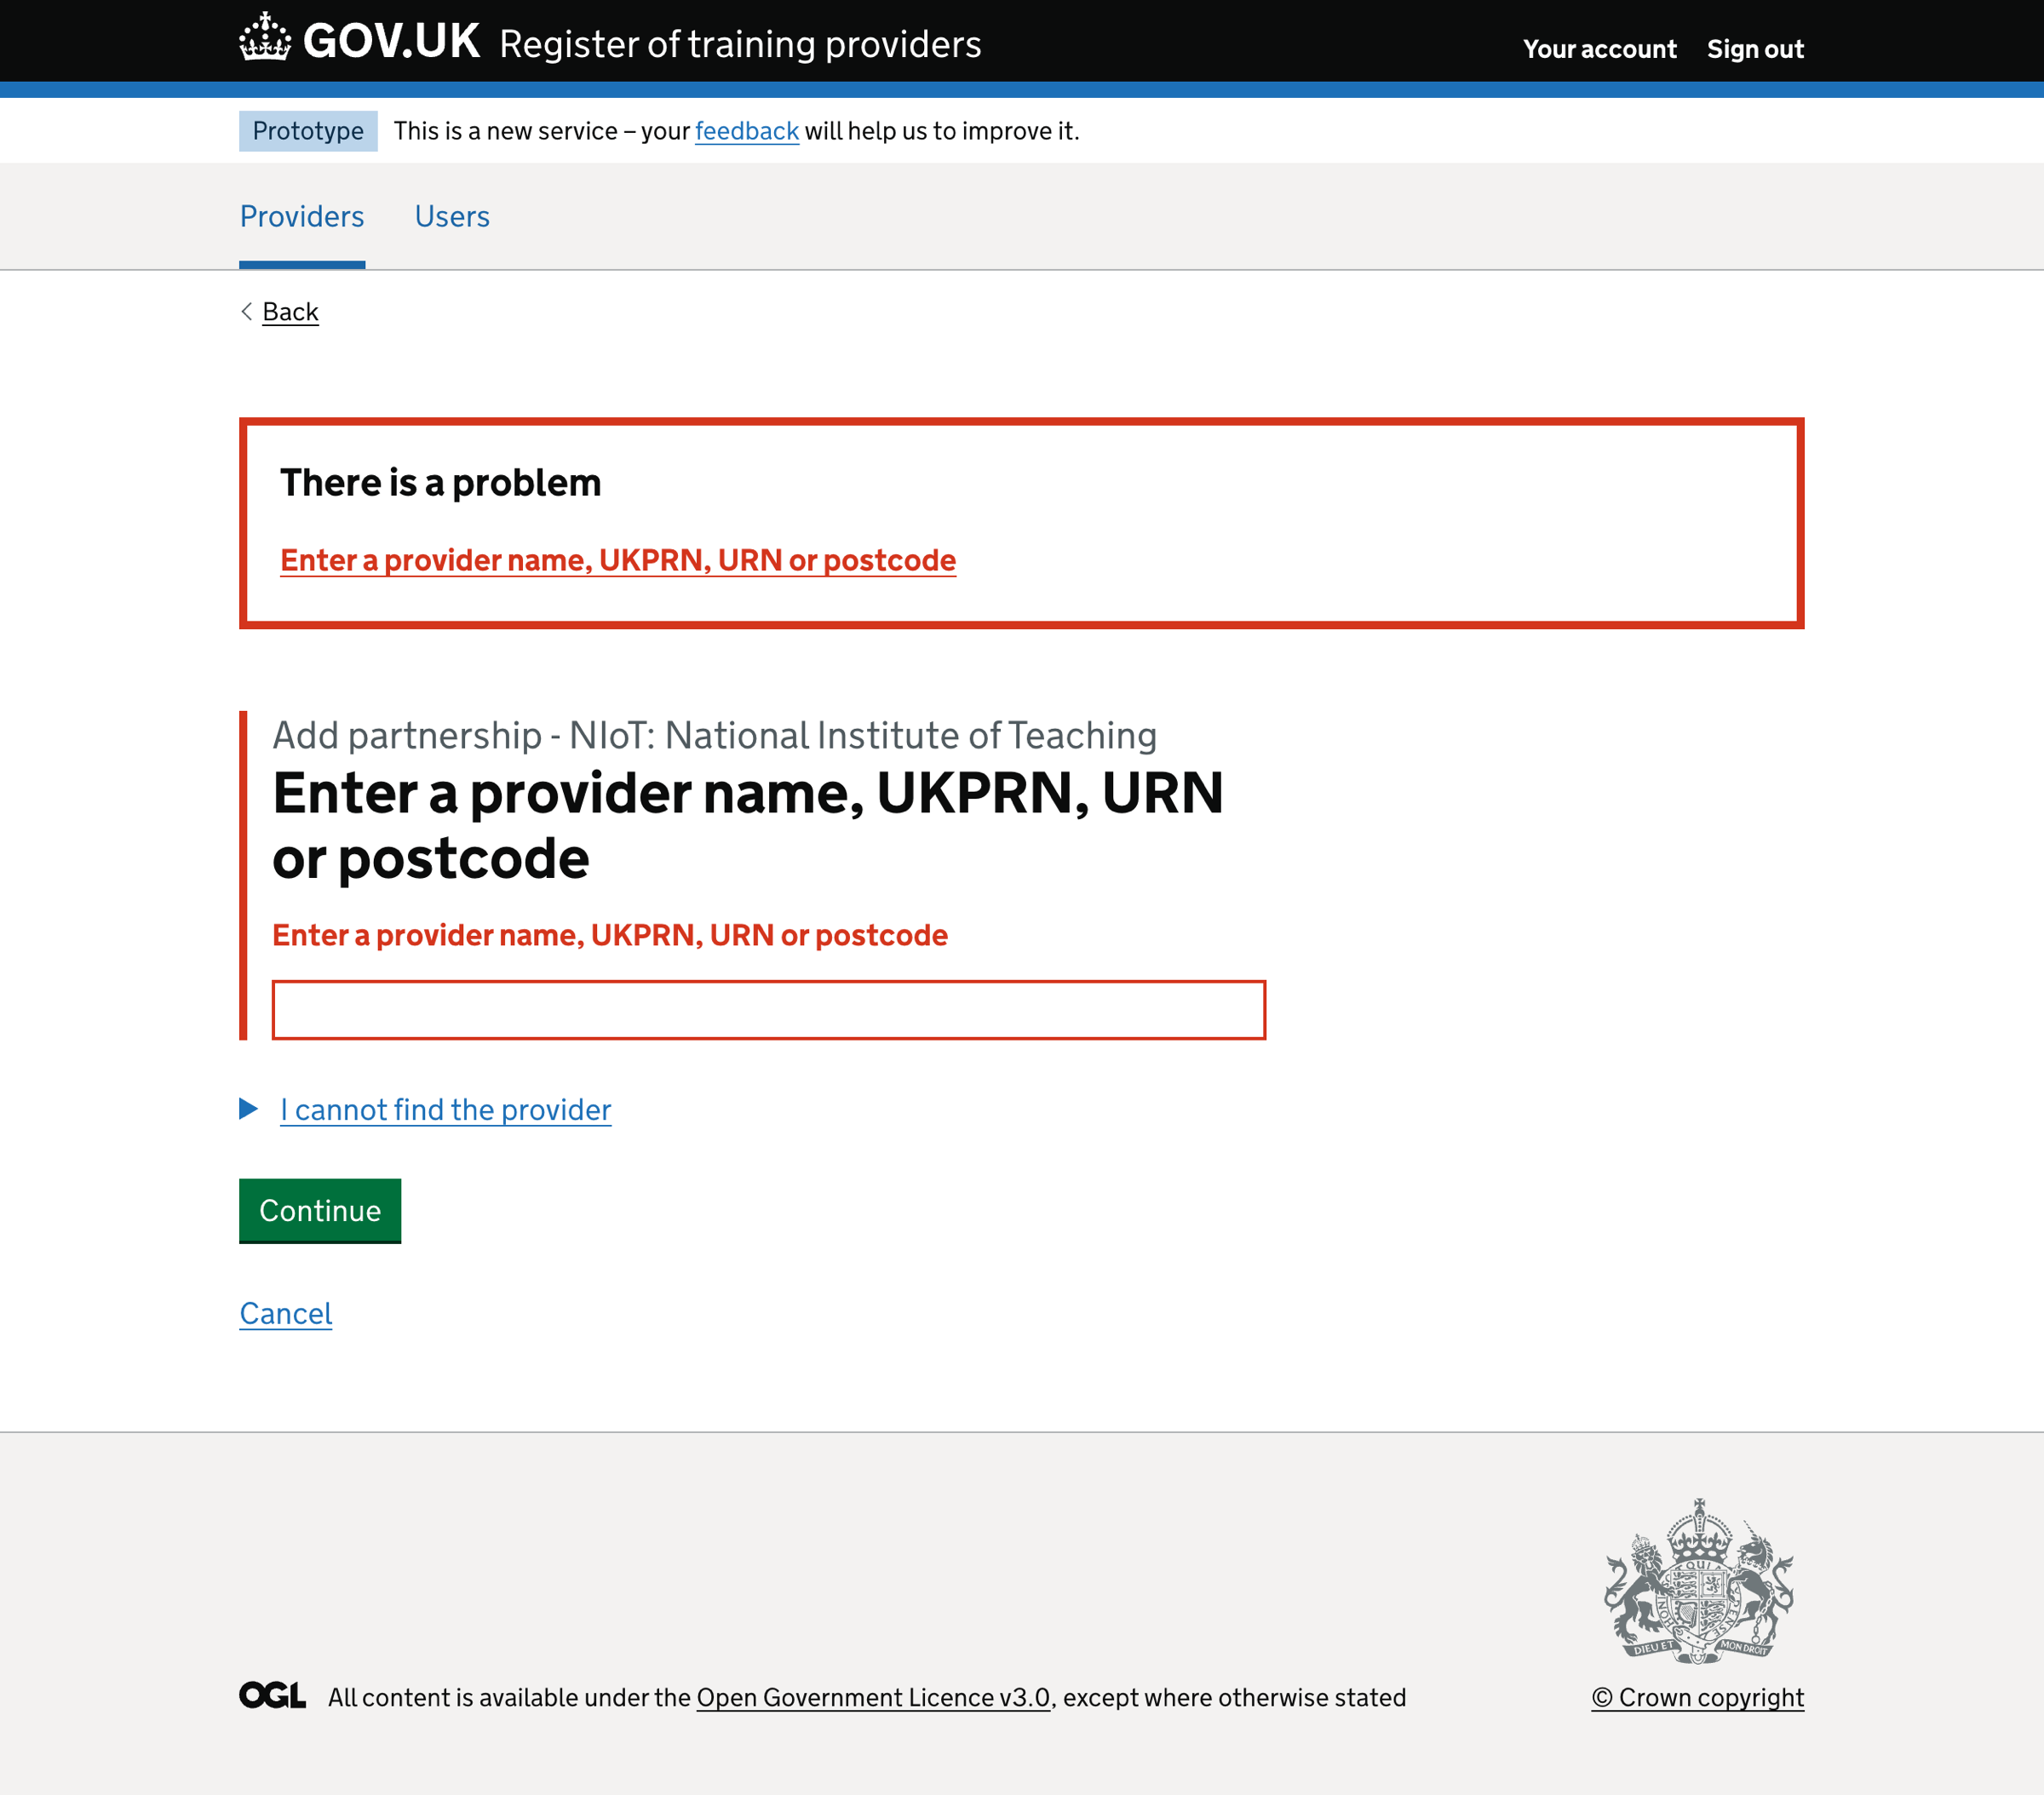 GOV.UK Register of training providers
Your account Sign out
Prototype This is a new service – your feedback will help us to improve it.
Providers Users
Back
There is a problem
Enter a provider name, UKPRN, URN or postcode
Add partnership - NIoT: National Institute of Teaching
Enter a provider name, UKPRN, URN
or postcode
Enter a provider name, UKPRN, URN or postcode
I cannot find the provider
Continue
Cancel
DIEU ET MON DROIT
OGL All content is available under the Open Government Licence v3.0, except where otherwise stated
© Crown copyright